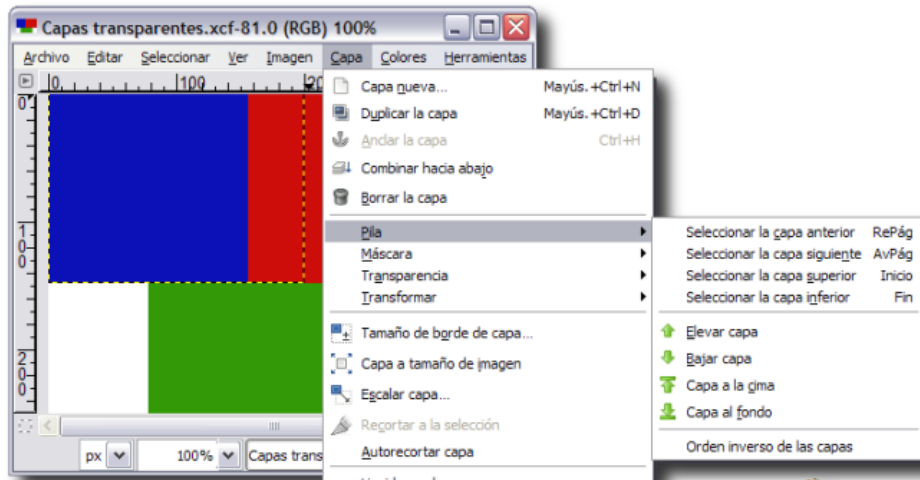 Capas transparentes.xcf-81.0 (RGB) 100%
Archivo Editar Seleccionar Ver Imagen Capa Colores Herramientas
0 100
0
100
200
Capa nueva... Mayús.+Ctrl+N
Duplicar la capa Mayús.+Ctrl+D
Anclar la capa Ctrl+H
Combinar hacia abajo
Borrar la capa
Pila
Máscara
Transparencia
Transformar
Tamaño de borde de capa...
Capa a tamaño de imagen
Escalar capa...
Recortar a la selección
Autorecortar capa
Seleccionar la capa anterior RePág
Seleccionar la capa siguiente AvPág
Seleccionar la capa superior Inicio
Seleccionar la capa inferior Fin
Elevar capa
Bajar capa
Capa a la cima
Capa al fondo
Orden inverso de las capas
px 100% Capas trans